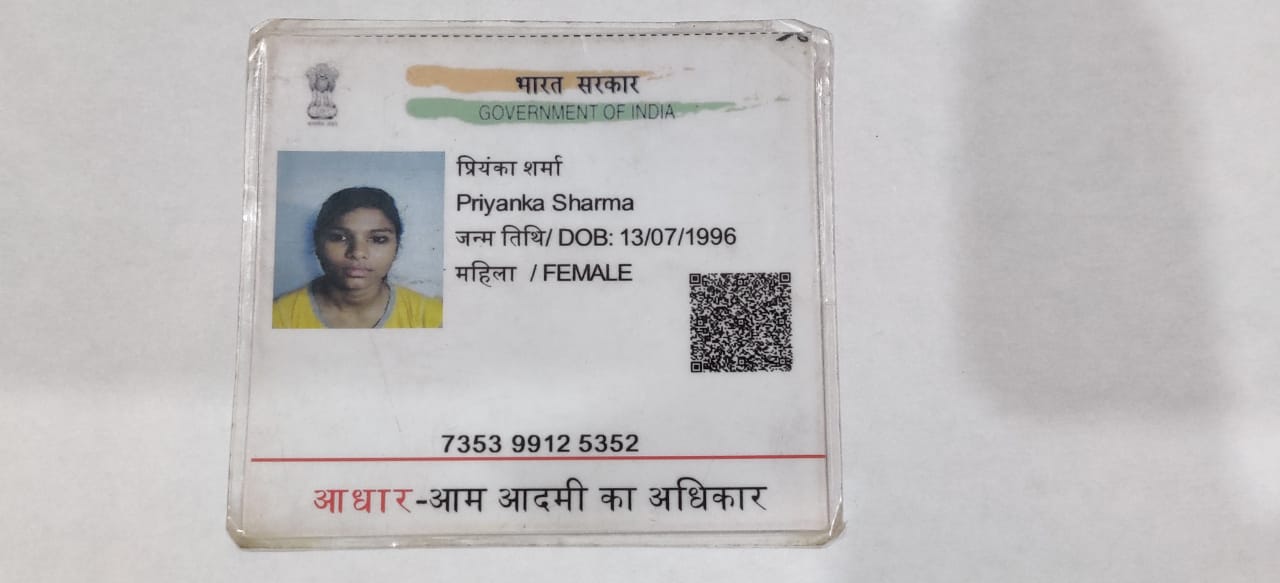 भारत सरकार
GOVERNMENT OF INDIA
प्रियंका शर्मा
Priyanka Sharma
जन्म तिथि/ DOB: 13/07/1996
महिला / FEMALE
7353 9912 5352
आधार-आम आदमी का अधिकार